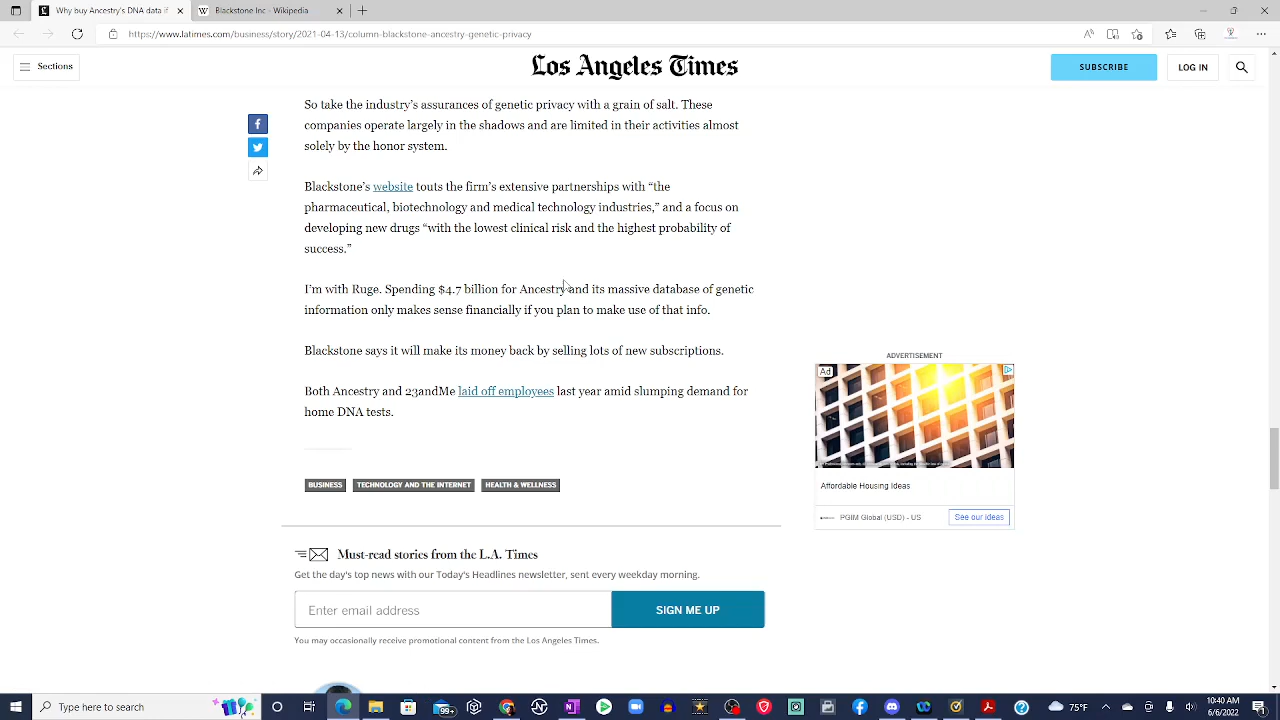 Why buy Ancestry's DNA data if
Blackstone Inc - Wikipedia
https://www.latimes.com/business/story/2021-04-13/column-blackstone-ancestry-genetic-privacy
Sections
Los Angeles Times
SUBSCRIBE
LOG IN
So take the industry’s assurances of genetic privacy with a grain of salt. These
companies operate largely in the shadows and are limited in their activities almost
solely by the honor system.
Blackstone’s website touts the firm’s extensive partnerships with “the
pharmaceutical, biotechnology and medical technology industries,” and a focus on
developing new drugs “with the lowest clinical risk and the highest probability of
success.”
I’m with Ruge. Spending $4.7 billion for Ancestry and its massive database of genetic
information only makes sense financially if you plan to make use of that info.
Blackstone says it will make its money back by selling lots of new subscriptions.
Both Ancestry and 23andMe laid off employees last year amid slumping demand for
home DNA tests.
BUSINESS
TECHNOLOGY AND THE INTERNET
HEALTH & WELLNESS
ADVERTISEMENT
Ad
Affordable Housing Ideas
PGIM Global (USD) - US
See our ideas
Must-read stories from the L.A. Times
Get the day's top news with our Today's Headlines newsletter, sent every weekday morning.
Enter email address
SIGN ME UP
You may occasionally receive promotional content from the Los Angeles Times.
Type here to search
99+
75°F
10:40 AM
6/6/2022